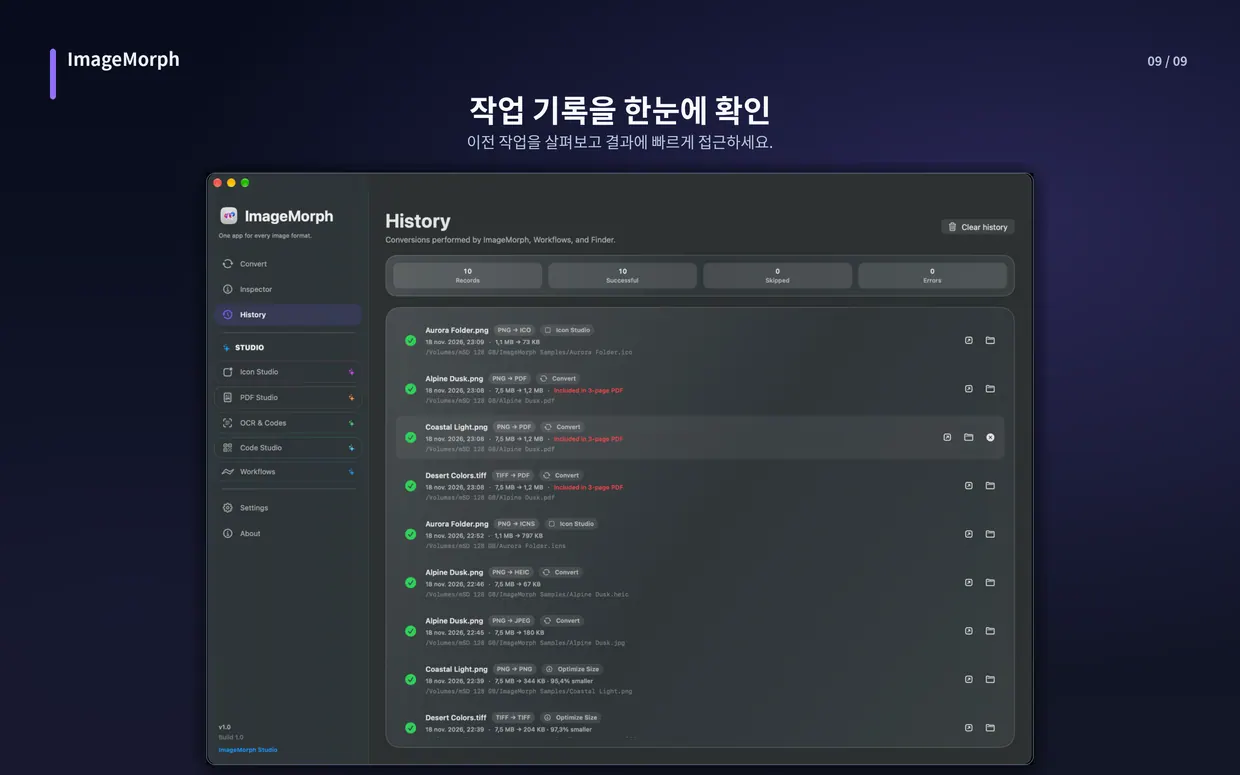 ImageMorph
09 / 09
작업 기록을 한눈에 확인
이전 작업을 살펴보고 결과에 빠르게 접근하세요.
ImageMorph
One app for every image format.
Convert
Inspector
History
STUDIO
Icon Studio
PDF Studio
OCR & Codes
Code Studio
Workflows
Settings
About
v1.0
Build 1.0
ImageMorph Studio
History
Conversions performed by ImageMorph, Workflows, and Finder.
Clear history
10
Records
10
Successful
0
Skipped
0
Errors
Aurora Folder.png PNG → ICO Icon Studio
18 nov. 2026, 23:09 · 1,1 MB → 73 KB
/Volumes/mSD 128 GB/ImageMorph Samples/Aurora Folder.ico
Alpine Dusk.png PNG → PDF Convert
18 nov. 2026, 23:08 · 7,5 MB → 1,2 MB · Included in 3-page PDF
/Volumes/mSD 128 GB/Alpine Dusk.pdf
Coastal Light.png PNG → PDF Convert
18 nov. 2026, 23:08 · 7,5 MB → 1,2 MB · Included in 3-page PDF
/Volumes/mSD 128 GB/Alpine Dusk.pdf
Desert Colors.tiff TIFF → PDF Convert
18 nov. 2026, 23:08 · 7,5 MB → 1,2 MB · Included in 3-page PDF
/Volumes/mSD 128 GB/Alpine Dusk.pdf
Aurora Folder.png PNG → ICNS Icon Studio
18 nov. 2026, 22:52 · 1,1 MB → 797 KB
/Volumes/mSD 128 GB/Aurora Folder.icns
Alpine Dusk.png PNG → HEIC Convert
18 nov. 2026, 22:46 · 7,5 MB → 67 KB
/Volumes/mSD 128 GB/ImageMorph Samples/Alpine Dusk.heic
Alpine Dusk.png PNG → JPEG Convert
18 nov. 2026, 22:45 · 7,5 MB → 180 KB
/Volumes/mSD 128 GB/ImageMorph Samples/Alpine Dusk.jpg
Coastal Light.png PNG → PNG Optimize Size
18 nov. 2026, 22:39 · 7,5 MB → 344 KB · 95,4% smaller
/Volumes/mSD 128 GB/ImageMorph Samples/Coastal Light.png
Desert Colors.tiff TIFF → TIFF Optimize Size
18 nov. 2026, 22:39 · 7,5 MB → 204 KB · 97,3% smaller